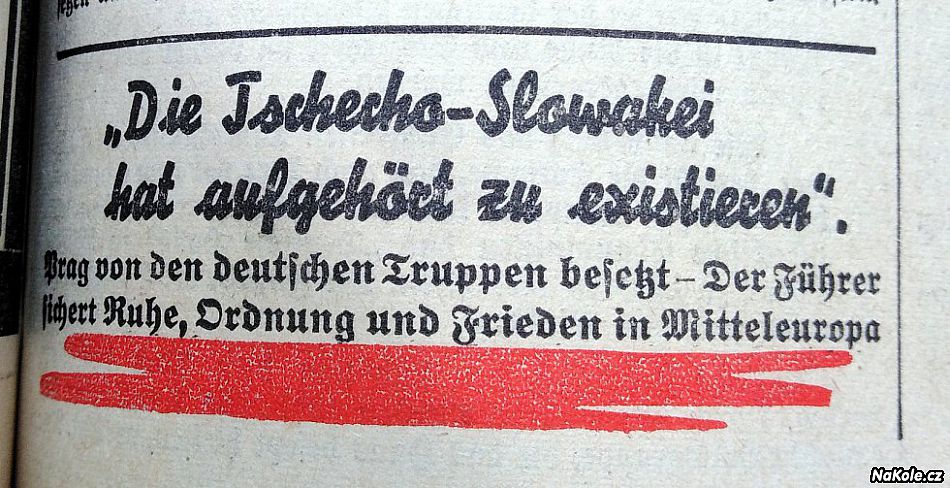 „Die Tschecho-Slowakei
hat aufgehört zu existieren“.
Prag von den deutschen Truppen besetzt – Der Führer
sichert Ruhe, Ordnung und Frieden in Mitteleuropa
NaKole.cz